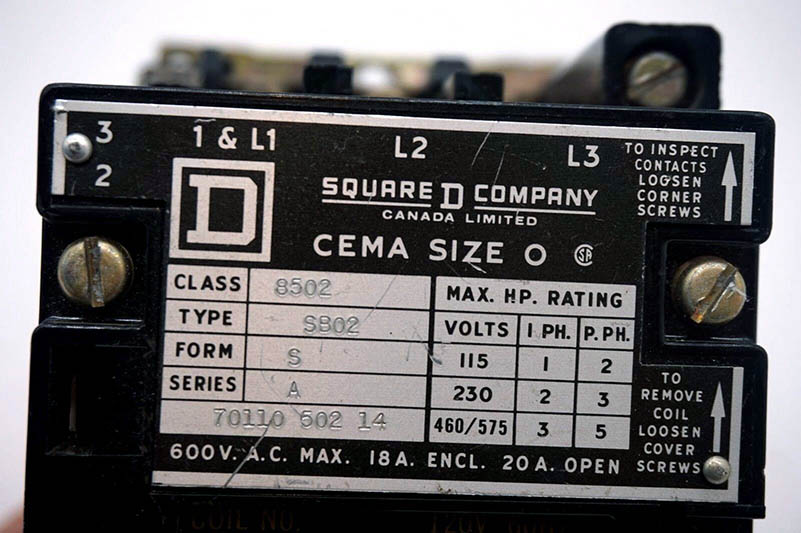 3
2
1 & L1
L2
L3
TO INSPECT
CONTACTS
LOOSEN
CORNER
SCREWS
D
SQUARE D COMPANY
CANADA LIMITED
CEMA SIZE O
SA
CLASS 8502
TYPE SB02
FORM S
SERIES A
70110 502 14
MAX. HP. RATING
VOLTS 1 PH. P. PH.
115 1 2
230 2 3
460/575 3 5
TO
REMOVE
COIL
LOOSEN
COVER
SCREWS
600V. A.C. MAX. 18A. ENCL. 20A. OPEN
COIL NO. 120V